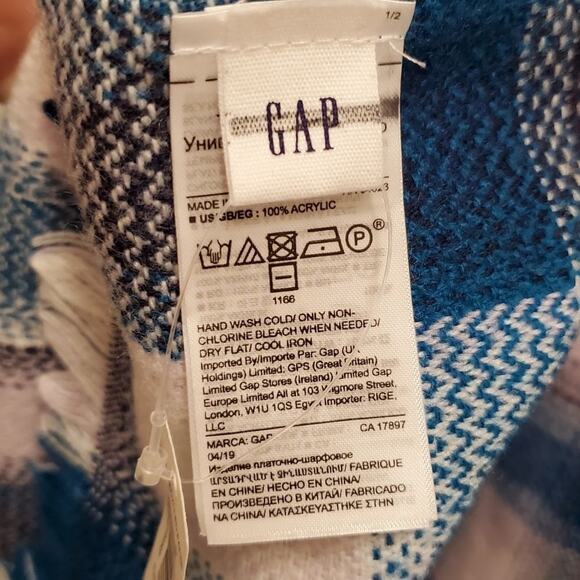 1/2
GAP
MADE IN
■ US/GB/EG : 100% ACRYLIC
P®
1166
HAND WASH COLD/ ONLY NON-
CHLORINE BLEACH WHEN NEEDED/
DRY FLAT/ COOL IRON
Imported By/Importe Par: Gap (UK
Holdings) Limited: GPS (Great Britain)
Limited Gap Stores (Ireland) Limited Gap
Europe Limited All at 103 Wigmore Street,
London, W1U 1QS Egypt Importer: RIGE,
LLC
MARCA: GAP CA 17897
04/19
Изделие платочно-шарфовое
ԱՐՏԱԴՐՎԱԾ Է ՉԻՆԱՍՏԱՆՈՒՄ/ FABRIQUE
EN CHINE/ HECHO EN CHINA/
ПРОИЗВЕДЕНО В КИТАЙ/ FABRICADO
NA CHINA/ ΚΑΤΑΣΚΕΥΑΣΤΗΚΕ ΣΤΗΝ